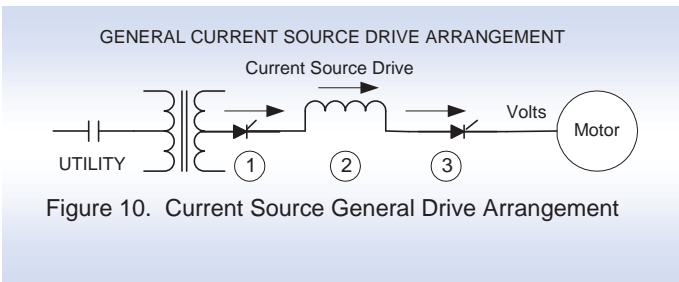 GENERAL CURRENT SOURCE DRIVE ARRANGEMENT
Current Source Drive
Volts
Motor
UTILITY
1
2
3
Figure 10. Current Source General Drive Arrangement